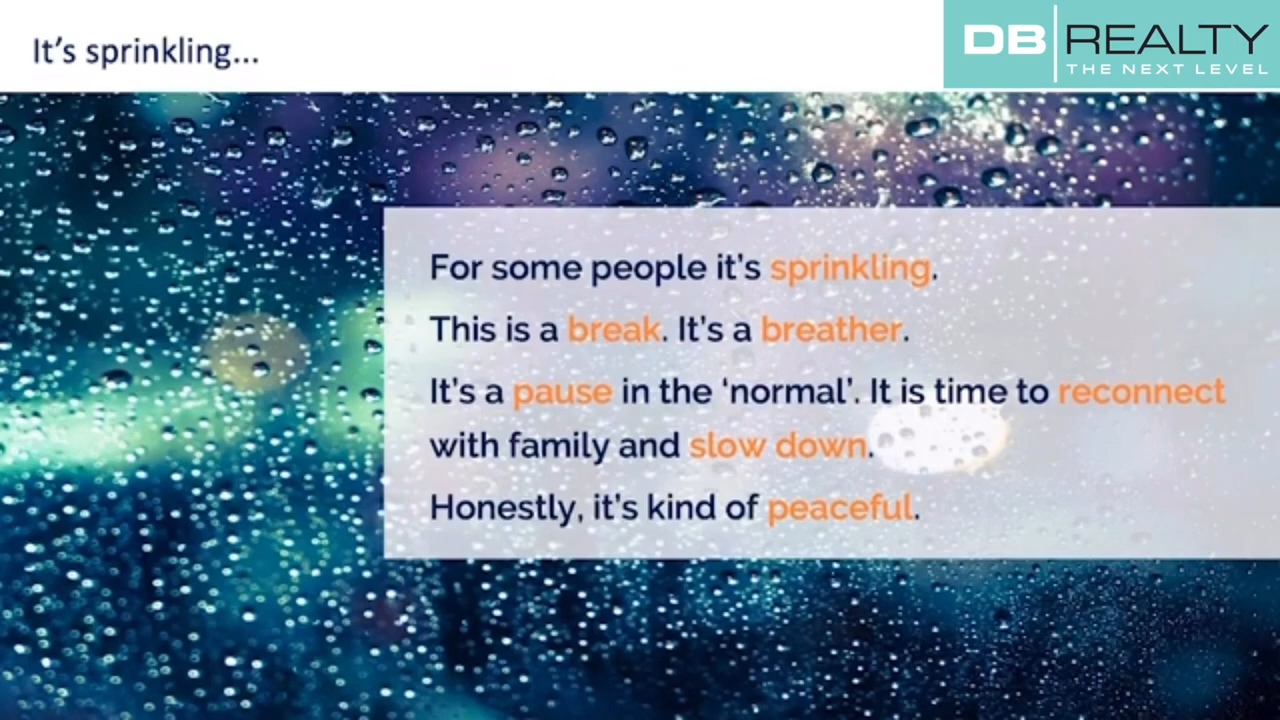 It's sprinkling...
DB REALTY
THE NEXT LEVEL
For some people it's sprinkling.
This is a break. It's a breather.
It's a pause in the ‘normal’. It is time to reconnect
with family and slow down.
Honestly, it's kind of peaceful.